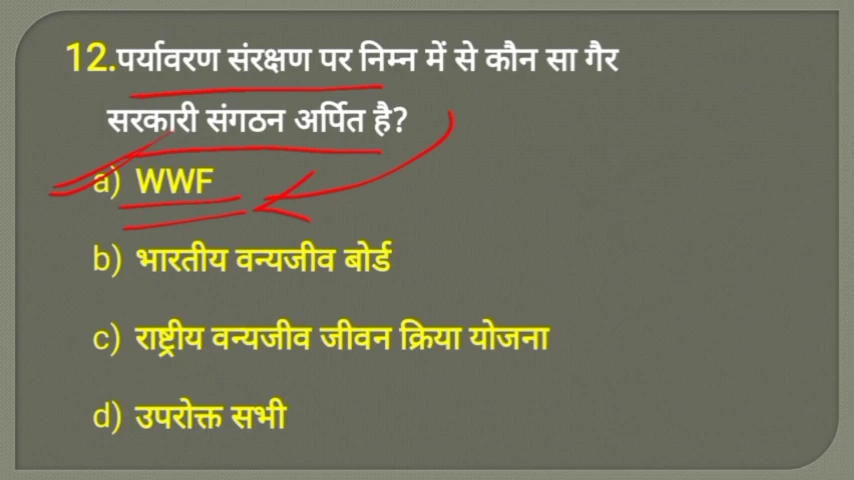 12.पर्यावरण संरक्षण पर निम्न में से कौन सा गैर
सरकारी संगठन अर्पित है?
a) WWF
b) भारतीय वन्यजीव बोर्ड
c) राष्ट्रीय वन्यजीव जीवन क्रिया योजना
d) उपरोक्त सभी